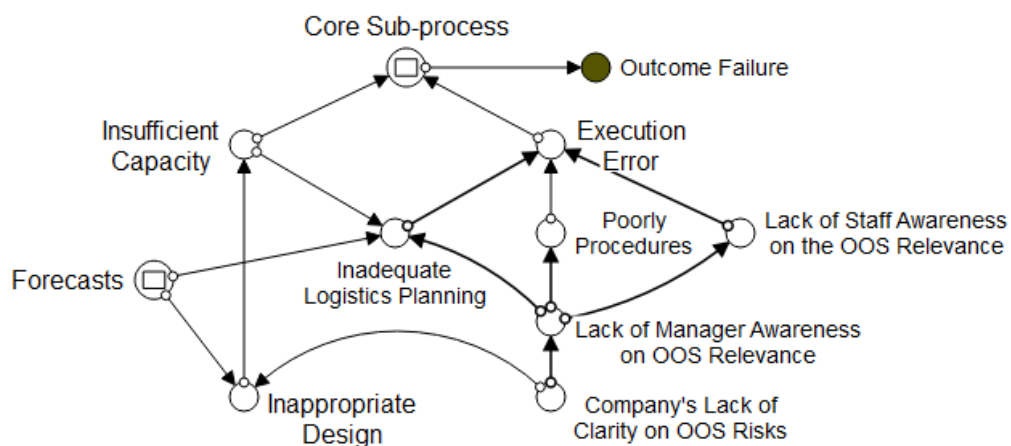 Core Sub-process
Outcome Failure
Insufficient
Capacity
Execution
Error
Poorly
Procedures
Lack of Staff Awareness
on the OOS Relevance
Forecasts
Inadequate
Logistics Planning
Lack of Manager Awareness
on OOS Relevance
Inappropriate
Design
Company's Lack of
Clarity on OOS Risks